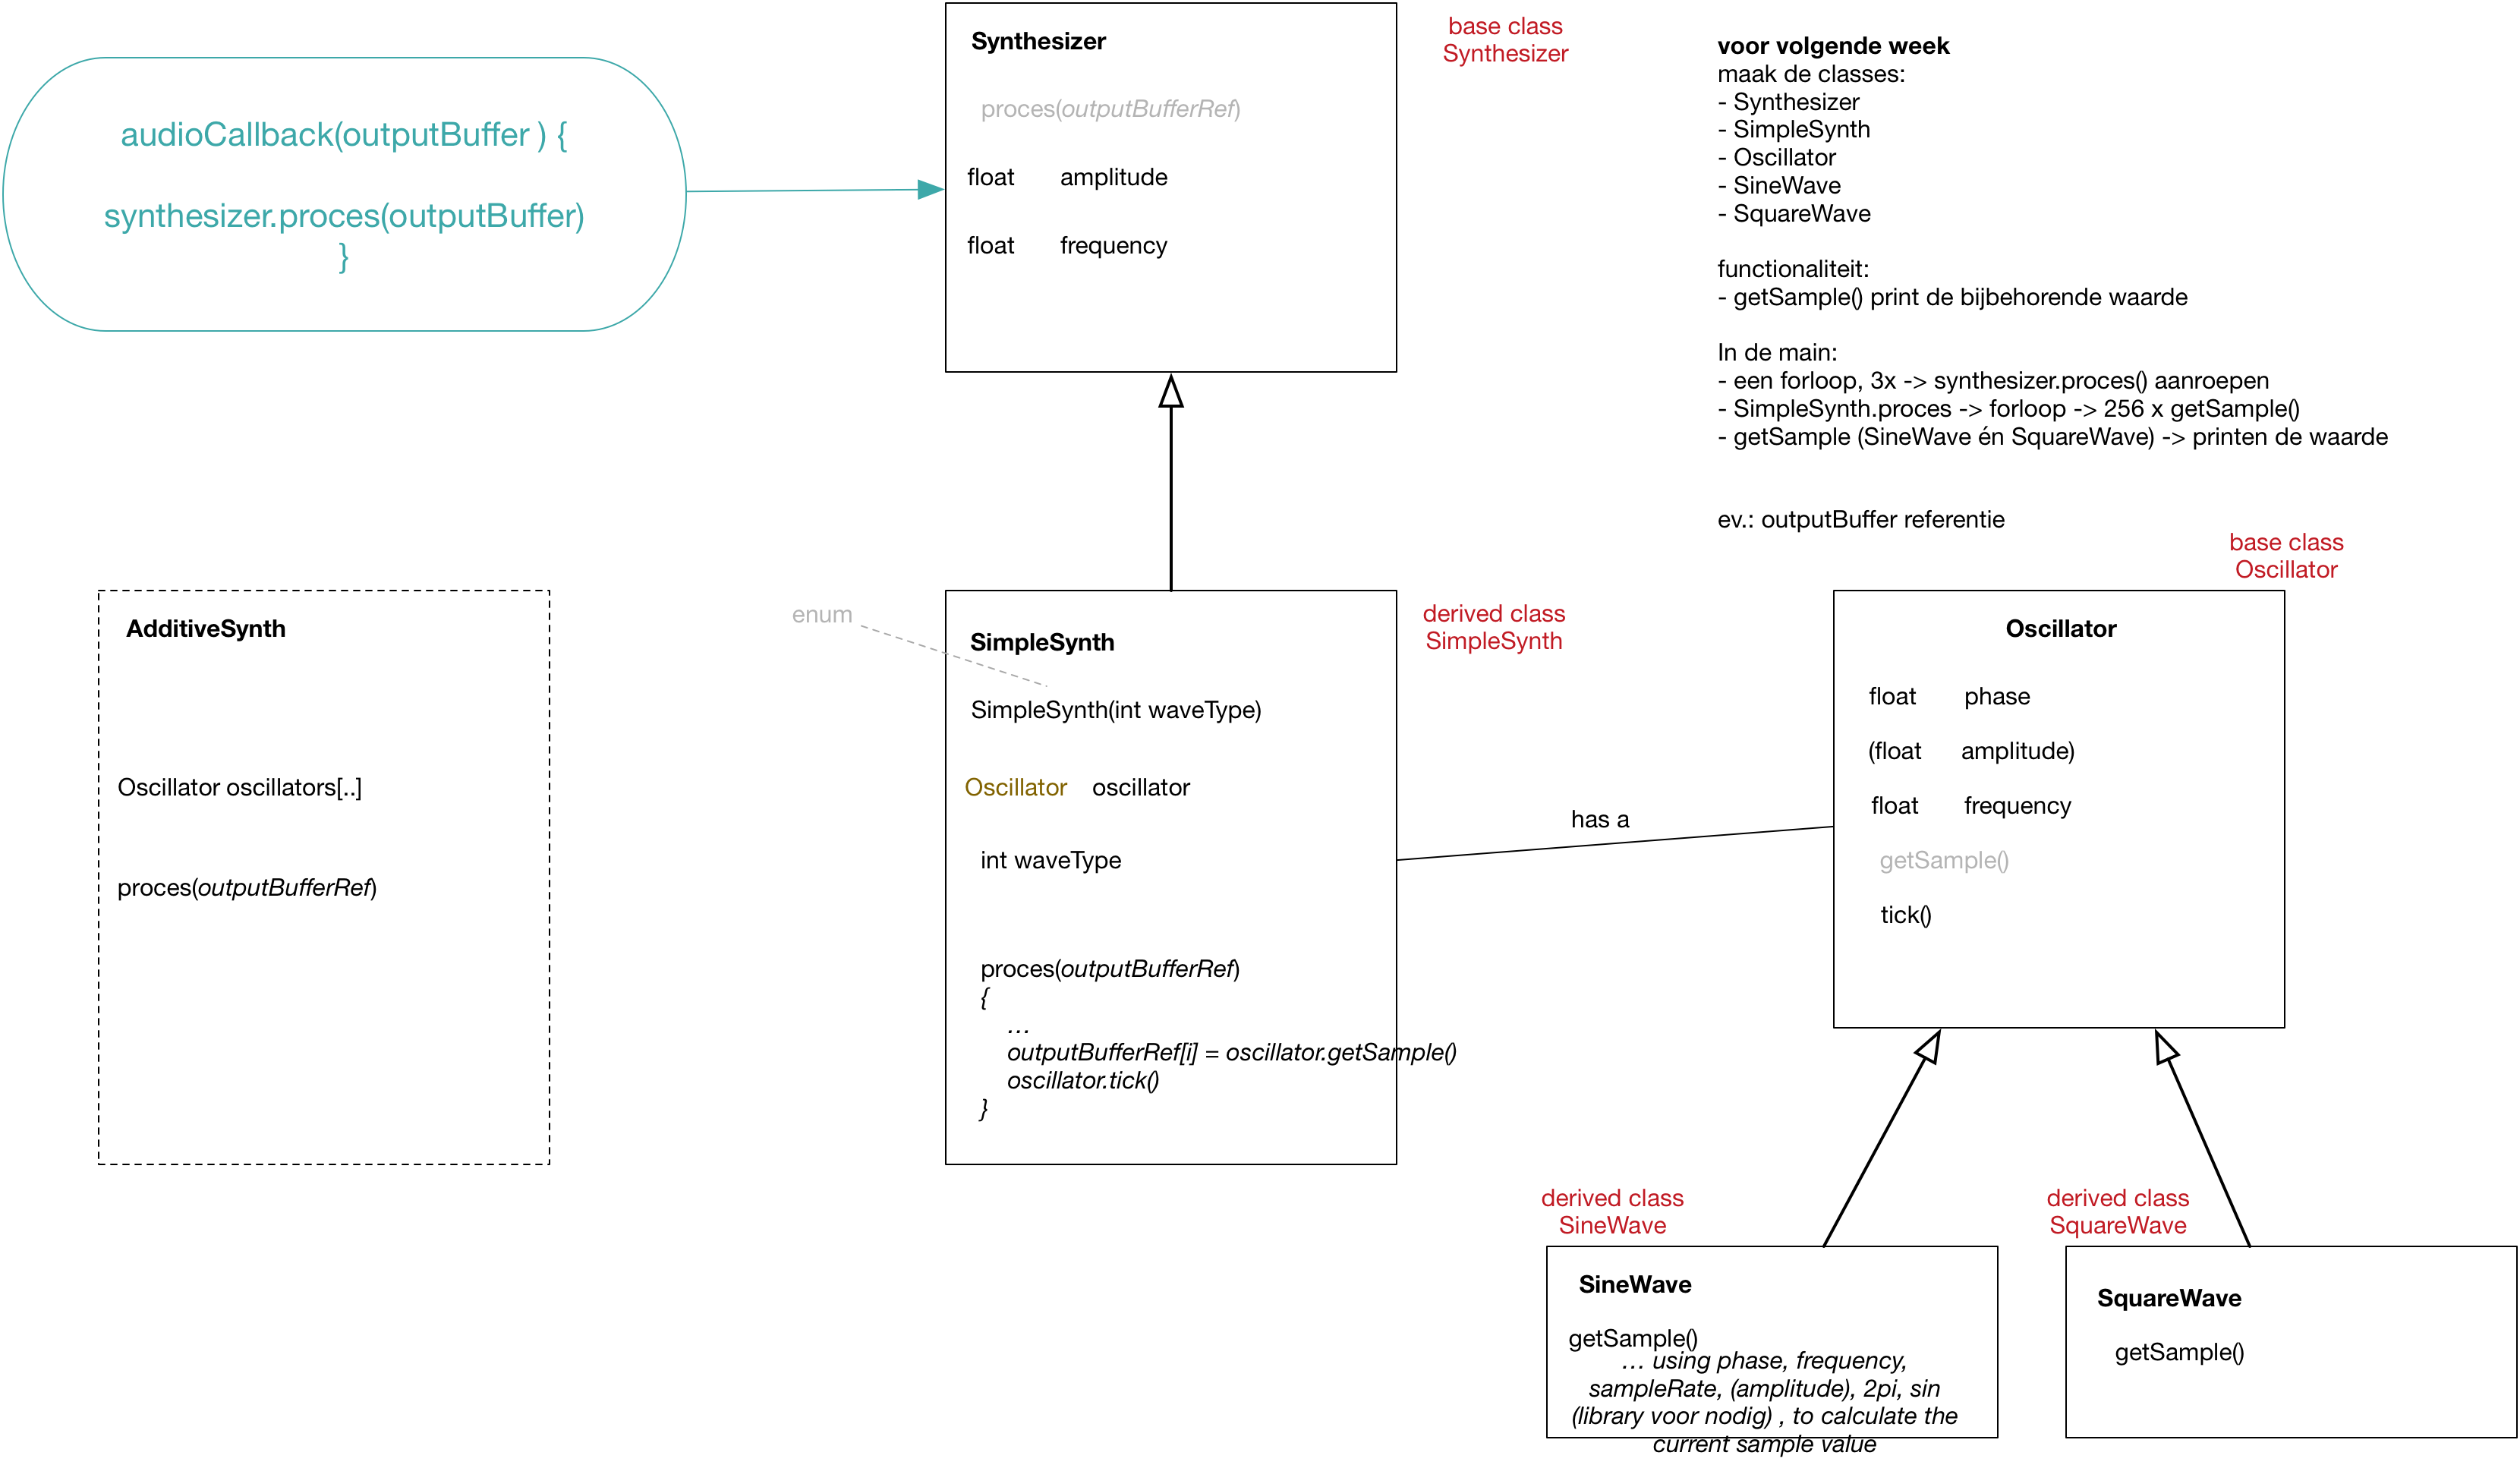 audioCallback(outputBuffer ) {
synthesizer.proces(outputBuffer)
}
Synthesizer
proces(outputBufferRef)
float amplitude
float frequency
base class
Synthesizer
voor volgende week
maak de classes:
- Synthesizer
- SimpleSynth
- Oscillator
- SineWave
- SquareWave
functionaliteit:
- getSample() print de bijbehorende waarde
In de main:
- een forloop, 3x -> synthesizer.proces() aanroepen
- SimpleSynth.proces -> forloop -> 256 x getSample()
- getSample (SineWave én SquareWave) -> printen de waarde
ev.: outputBuffer referentie
AdditiveSynth
Oscillator oscillators[..]
proces(outputBufferRef)
enum
SimpleSynth
SimpleSynth(int waveType)
Oscillator oscillator
int waveType
proces(outputBufferRef)
{
…
outputBufferRef[i] = oscillator.getSample()
oscillator.tick()
}
derived class
SimpleSynth
has a
base class
Oscillator
Oscillator
float phase
(float amplitude)
float frequency
getSample()
tick()
derived class
SineWave
SineWave
getSample()
… using phase, frequency,
sampleRate, (amplitude), 2pi, sin
(library voor nodig) , to calculate the
current sample value
derived class
SquareWave
SquareWave
getSample()